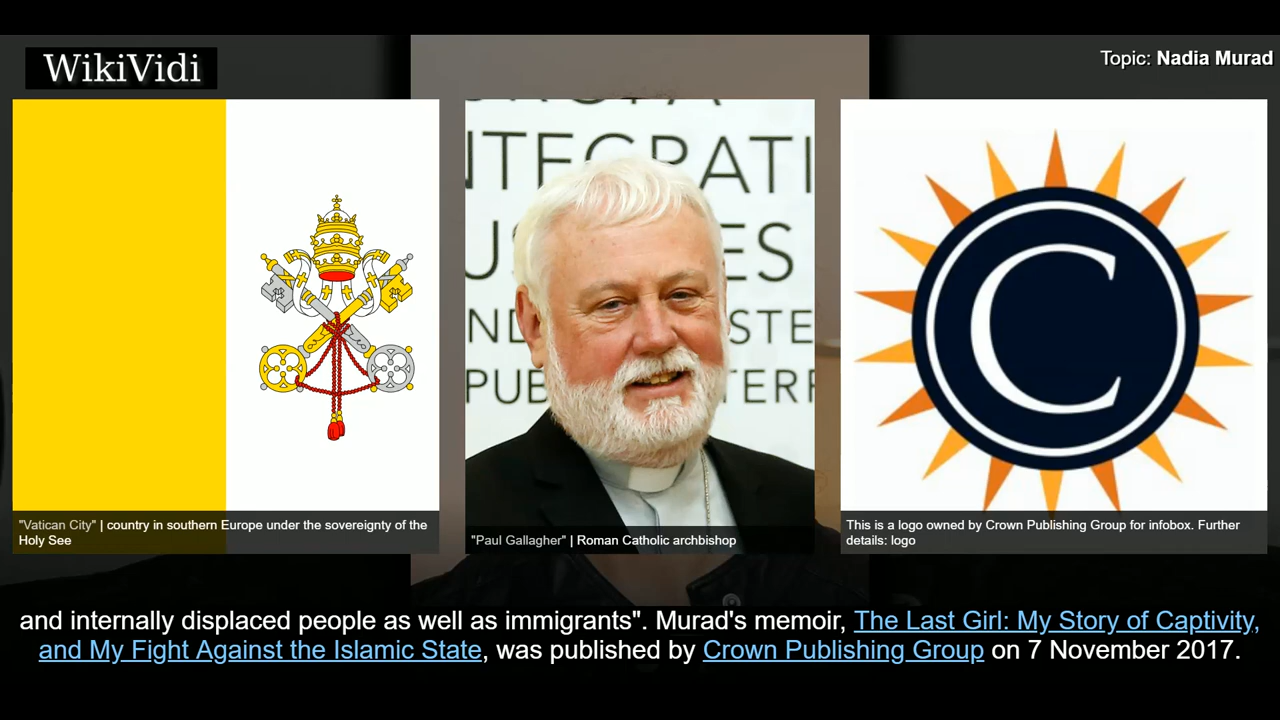 WikiVidi
Topic: Nadia Murad
NTEGRATI
"Vatican City" | country in southern Europe under the sovereignty of the
Holy See
"Paul Gallagher" | Roman Catholic archbishop
C
This is a logo owned by Crown Publishing Group for infobox. Further
details: logo
and internally displaced people as well as immigrants". Murad's memoir, The Last Girl: My Story of Captivity,
and My Fight Against the Islamic State, was published by Crown Publishing Group on 7 November 2017.